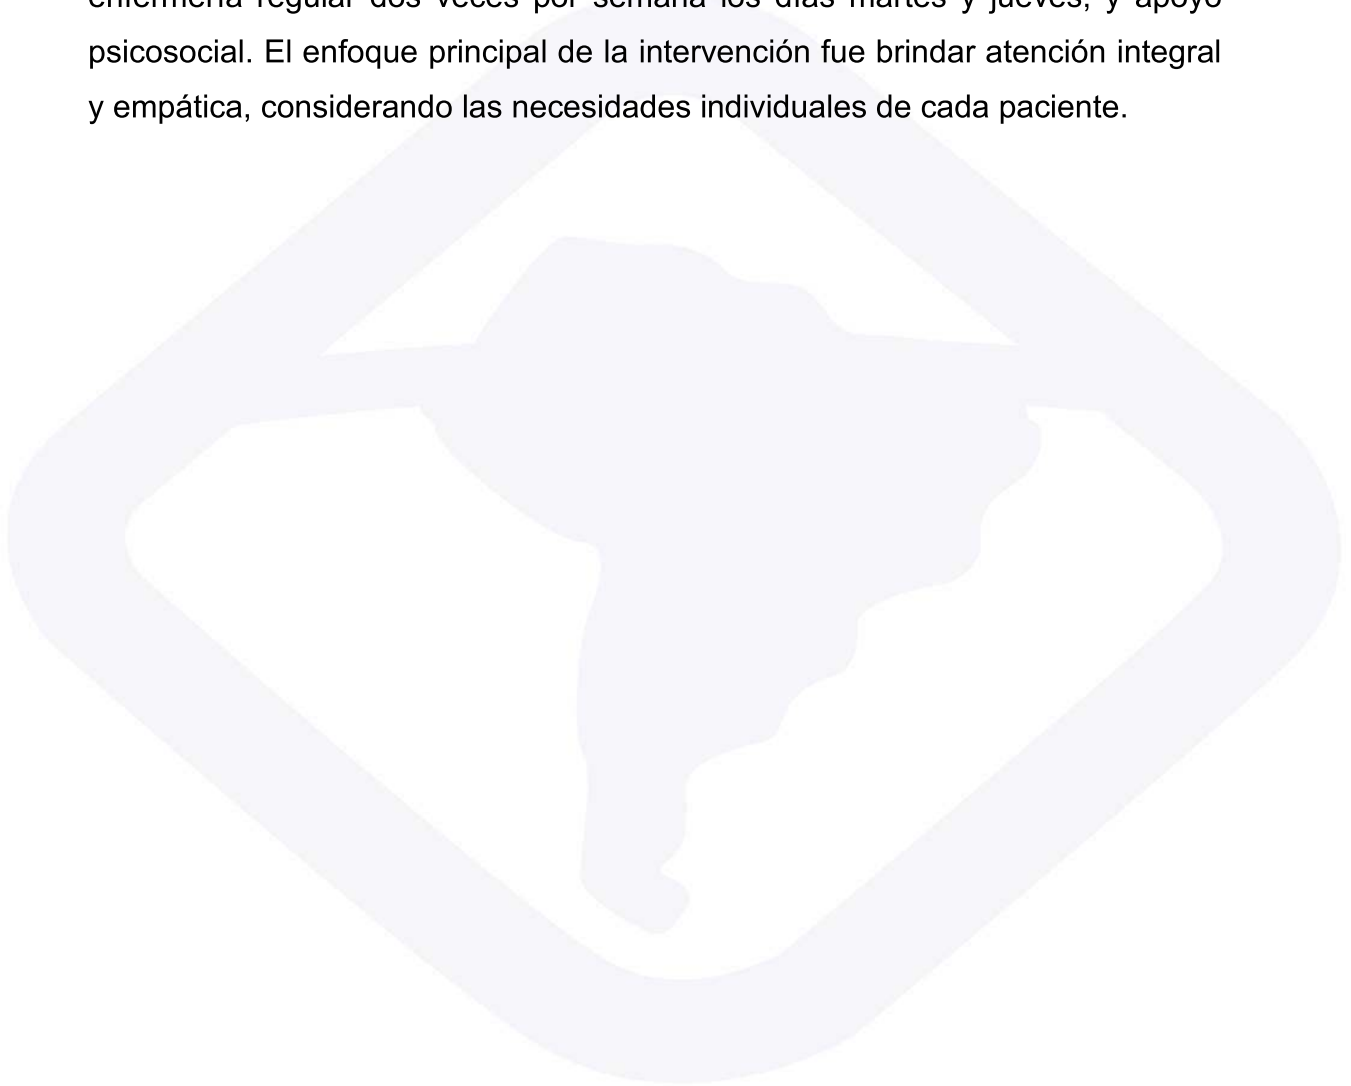 enfermería regular dos veces por semana los días martes y jueves, y apoyo
psicosocial. El enfoque principal de la intervención fue brindar atención integral
y empática, considerando las necesidades individuales de cada paciente.